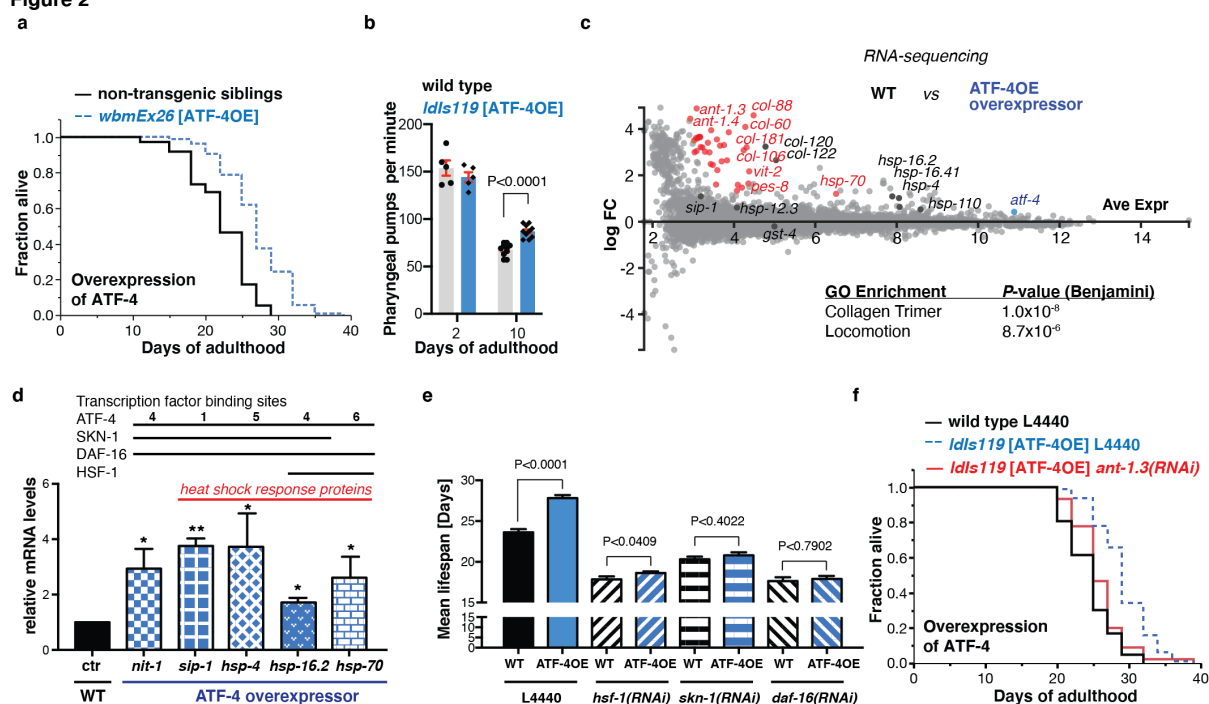 Figure 2
a
non-transgenic siblings
wbmEx26 [ATF-4OE]
Fraction alive
1.0
0.8
0.6
0.4
0.2
0.0
Overexpression
of ATF-4
0 10 20 30 40
Days of adulthood
b
wild type
ldIs119 [ATF-4OE]
Pharyngeal pumps per minute
200
150
100
50
0
P<0.0001
2 10
Days of adulthood
c
RNA-sequencing
WT vs ATF-4OE
overexpressor
log FC
4
2
0
-2
-4
ant-1.3
ant-1.4
col-88
col-60
col-181
col-106
col-120
col-122
vit-2
pes-8
hsp-70
hsp-16.2
hsp-16.41
hsp-4
hsp-110
atf-4
sip-1
hsp-12.3
gst-4
Ave Expr
2 4 6 8 10 12 14
GO Enrichment P-value (Benjamini)
Collagen Trimer 1.0x10-8
Locomotion 8.7x10-6
d
Transcription factor binding sites
ATF-4 4 1 5 4 6
SKN-1
DAF-16
HSF-1
heat shock response proteins
relative mRNA levels
6
4
2
0
* ** * * *
ctr nit-1 sip-1 hsp-4 hsp-16.2 hsp-70
WT ATF-4 overexpressor
e
Mean lifespan [Days]
30
25
20
15
15
10
5
0
P<0.0001
P<0.0409
P<0.4022
P<0.7902
WT ATF-4OE WT ATF-4OE WT ATF-4OE WT ATF-4OE
L4440 hsf-1(RNAi) skn-1(RNAi) daf-16(RNAi)
f
wild type L4440
ldIs119 [ATF-4OE] L4440
ldIs119 [ATF-4OE] ant-1.3(RNAi)
Fraction alive
1.0
0.8
0.6
0.4
0.2
0.0
Overexpression
of ATF-4
0 10 20 30 40
Days of adulthood